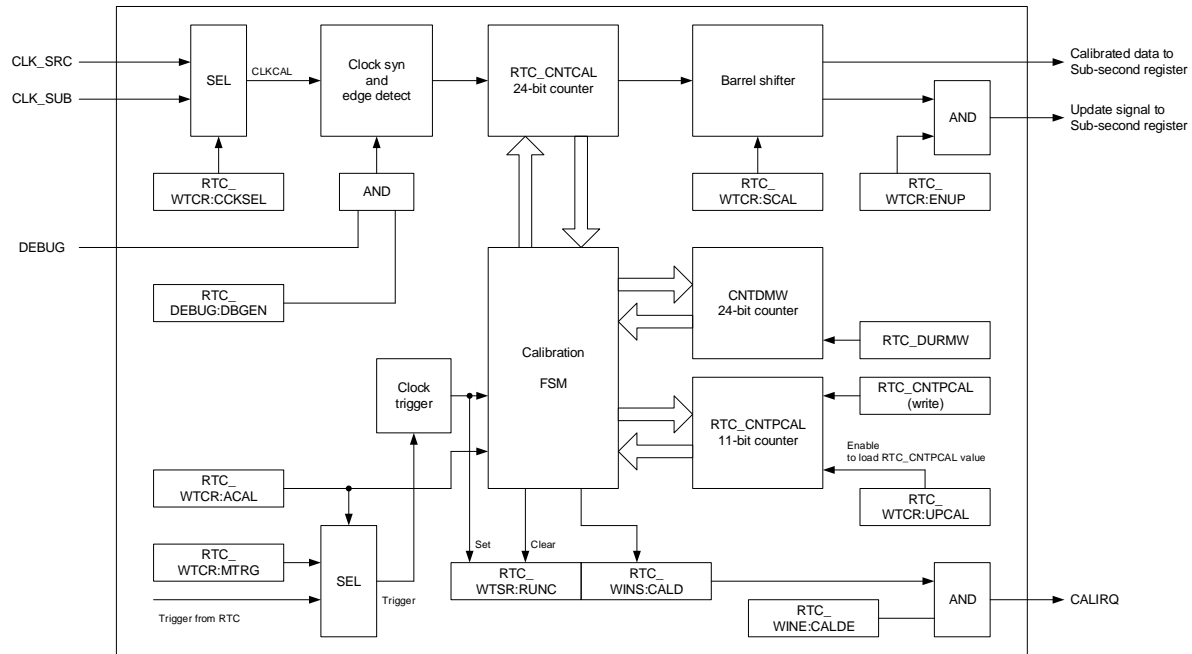 CLK_SRC
CLK_SUB
SEL
CLKCAL
Clock syn
and
edge detect
RTC_CNTCAL
24-bit counter
Barrel shifter
Calibrated data to
Sub-second register
AND
Update signal to
Sub-second register
RTC_
WTCR:CCKSEL
AND
RTC_
WTCR:SCAL
RTC_
WTCR:ENUP
DEBUG
RTC_
DEBUG:DBGEN
Calibration
FSM
CNTDMW
24-bit counter
RTC_DURMW
Clock
trigger
RTC_CNTPCAL
11-bit counter
RTC_CNTPCAL
(write)
Enable
to load RTC_CNTPCAL value
RTC_
WTCR:ACAL
RTC_
WTCR:UPCAL
RTC_
WTCR:MTRG
SEL
Trigger
Trigger from RTC
Set
Clear
RTC_
WTSR:RUNC
RTC_
WINS:CALD
RTC_
WINE:CALDE
AND
CALIRQ